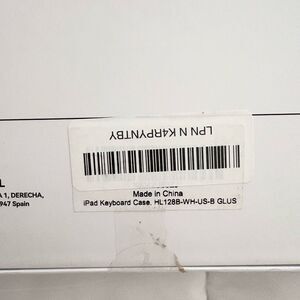 LPN N K4RPYNTBY
L
A 1, DERECHA,
947 Spain
Made in China
iPad Keyboard Case, HL128B-WH-US-B GLUS